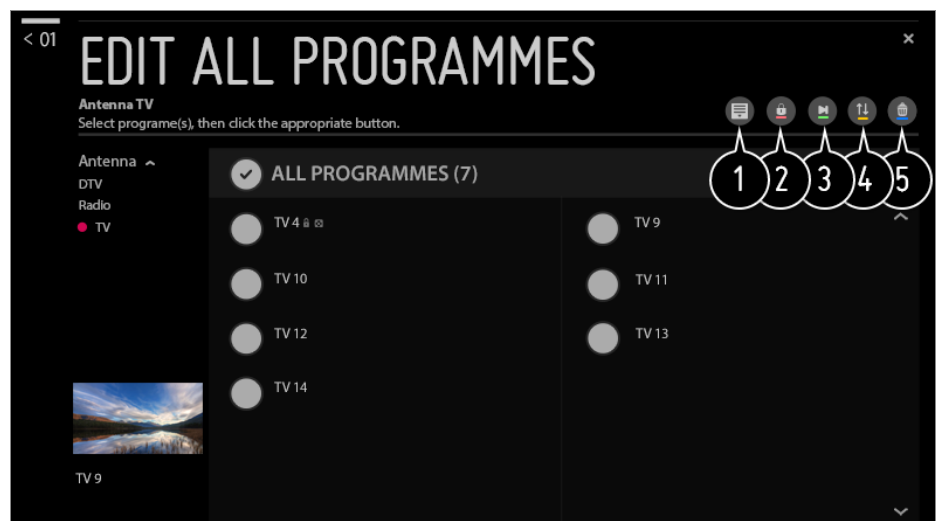 < 01
EDIT ALL PROGRAMMES
×
Antenna TV
Select programe(s), then click the appropriate button.
1 2 3 4 5
Antenna
DTV
Radio
TV
ALL PROGRAMMES (7)
TV 4
TV 9
TV 10
TV 11
TV 12
TV 13
TV 14
TV 9